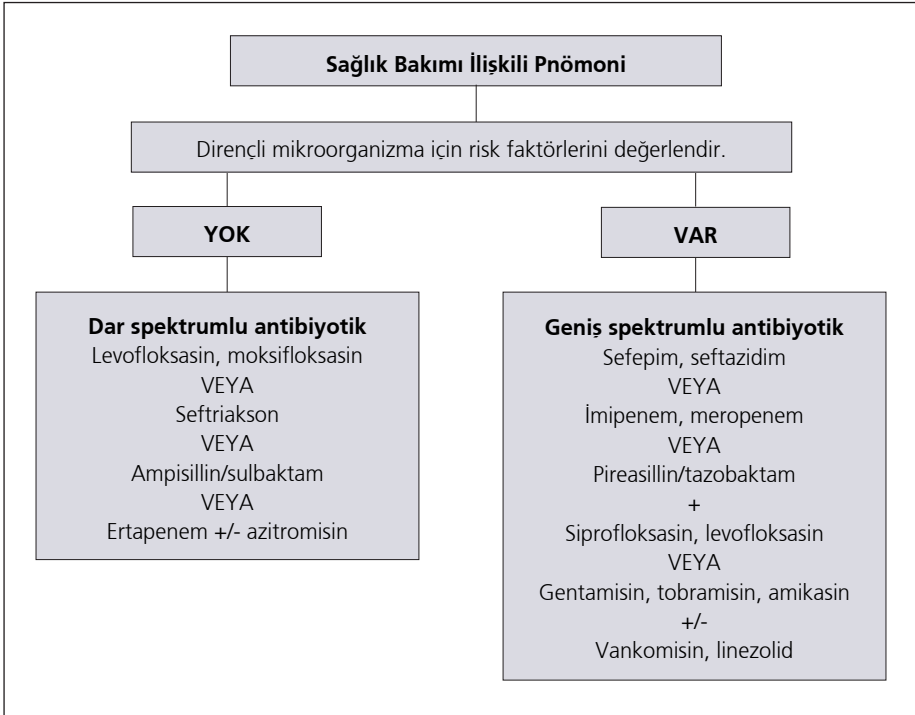 Sağlık Bakımı İlişkili Pnömoni
Dirençli mikroorganizma için risk faktörlerini değerlendir.
YOK
Dar spektrumlu antibiyotik
Levofloksasin, moksifloksasin
VEYA
Seftriakson
VEYA
Ampisillin/sulbaktam
VEYA
Ertapenem +/- azitromisin
VAR
Geniş spektrumlu antibiyotik
Sefepim, seftazidim
VEYA
İmipenem, meropenem
VEYA
Pireasillin/tazobaktam
+
Siprofloksasin, levofloksasin
VEYA
Gentamisin, tobramisin, amikasin
+/-
Vankomisin, linezolid